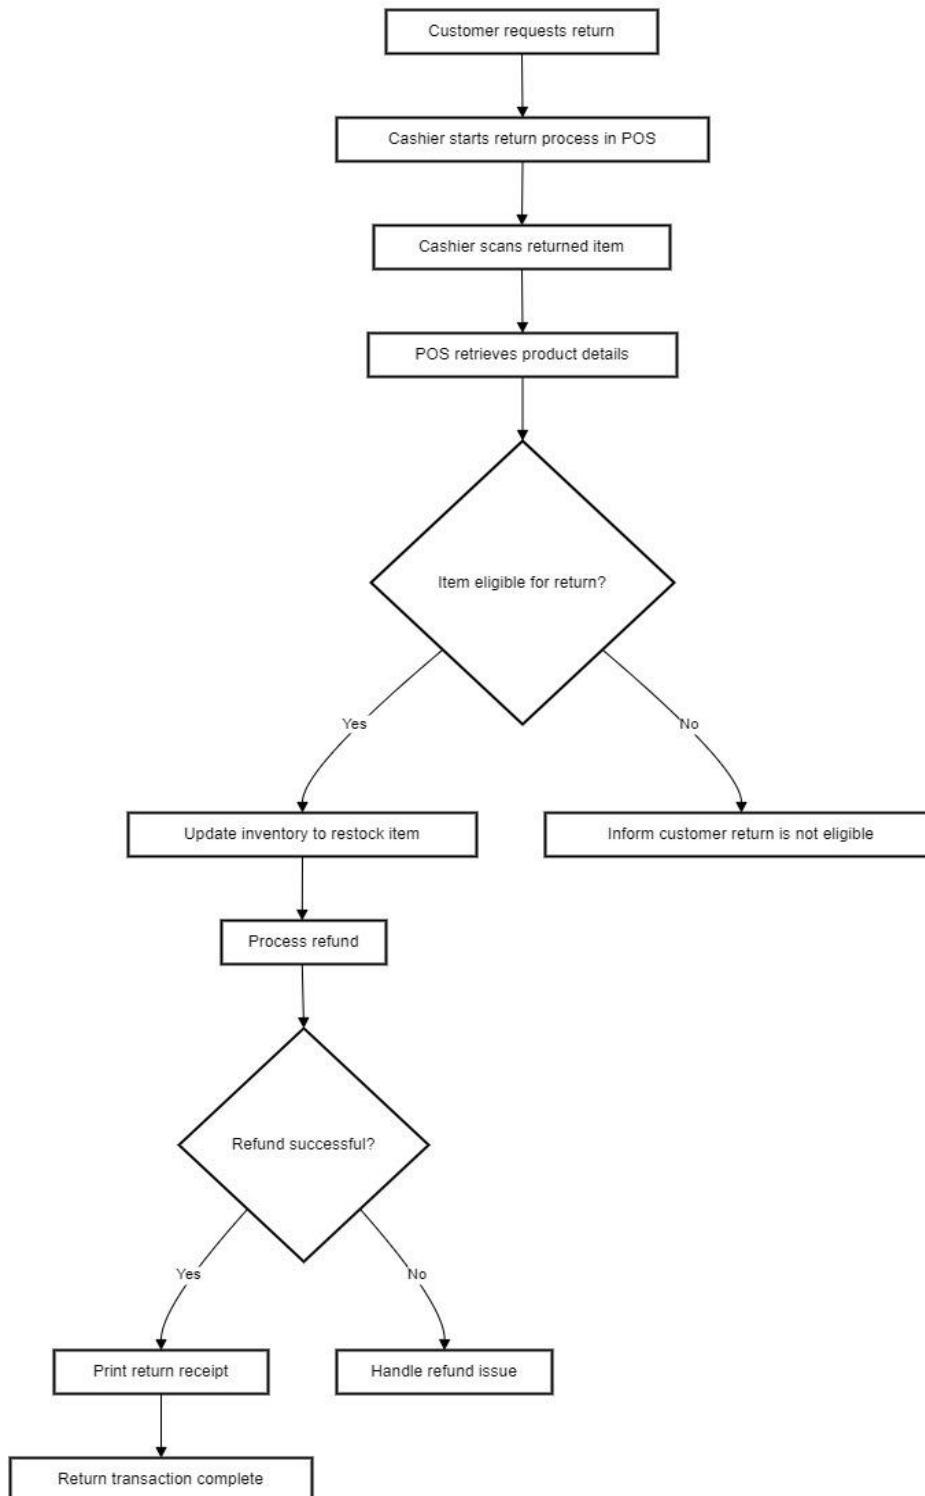 Customer requests return
Cashier starts return process in POS
Cashier scans returned item
POS retrieves product details
Item eligible for return?
Yes
No
Update inventory to restock item
Inform customer return is not eligible
Process refund
Refund successful?
Yes
No
Print return receipt
Handle refund issue
Return transaction complete